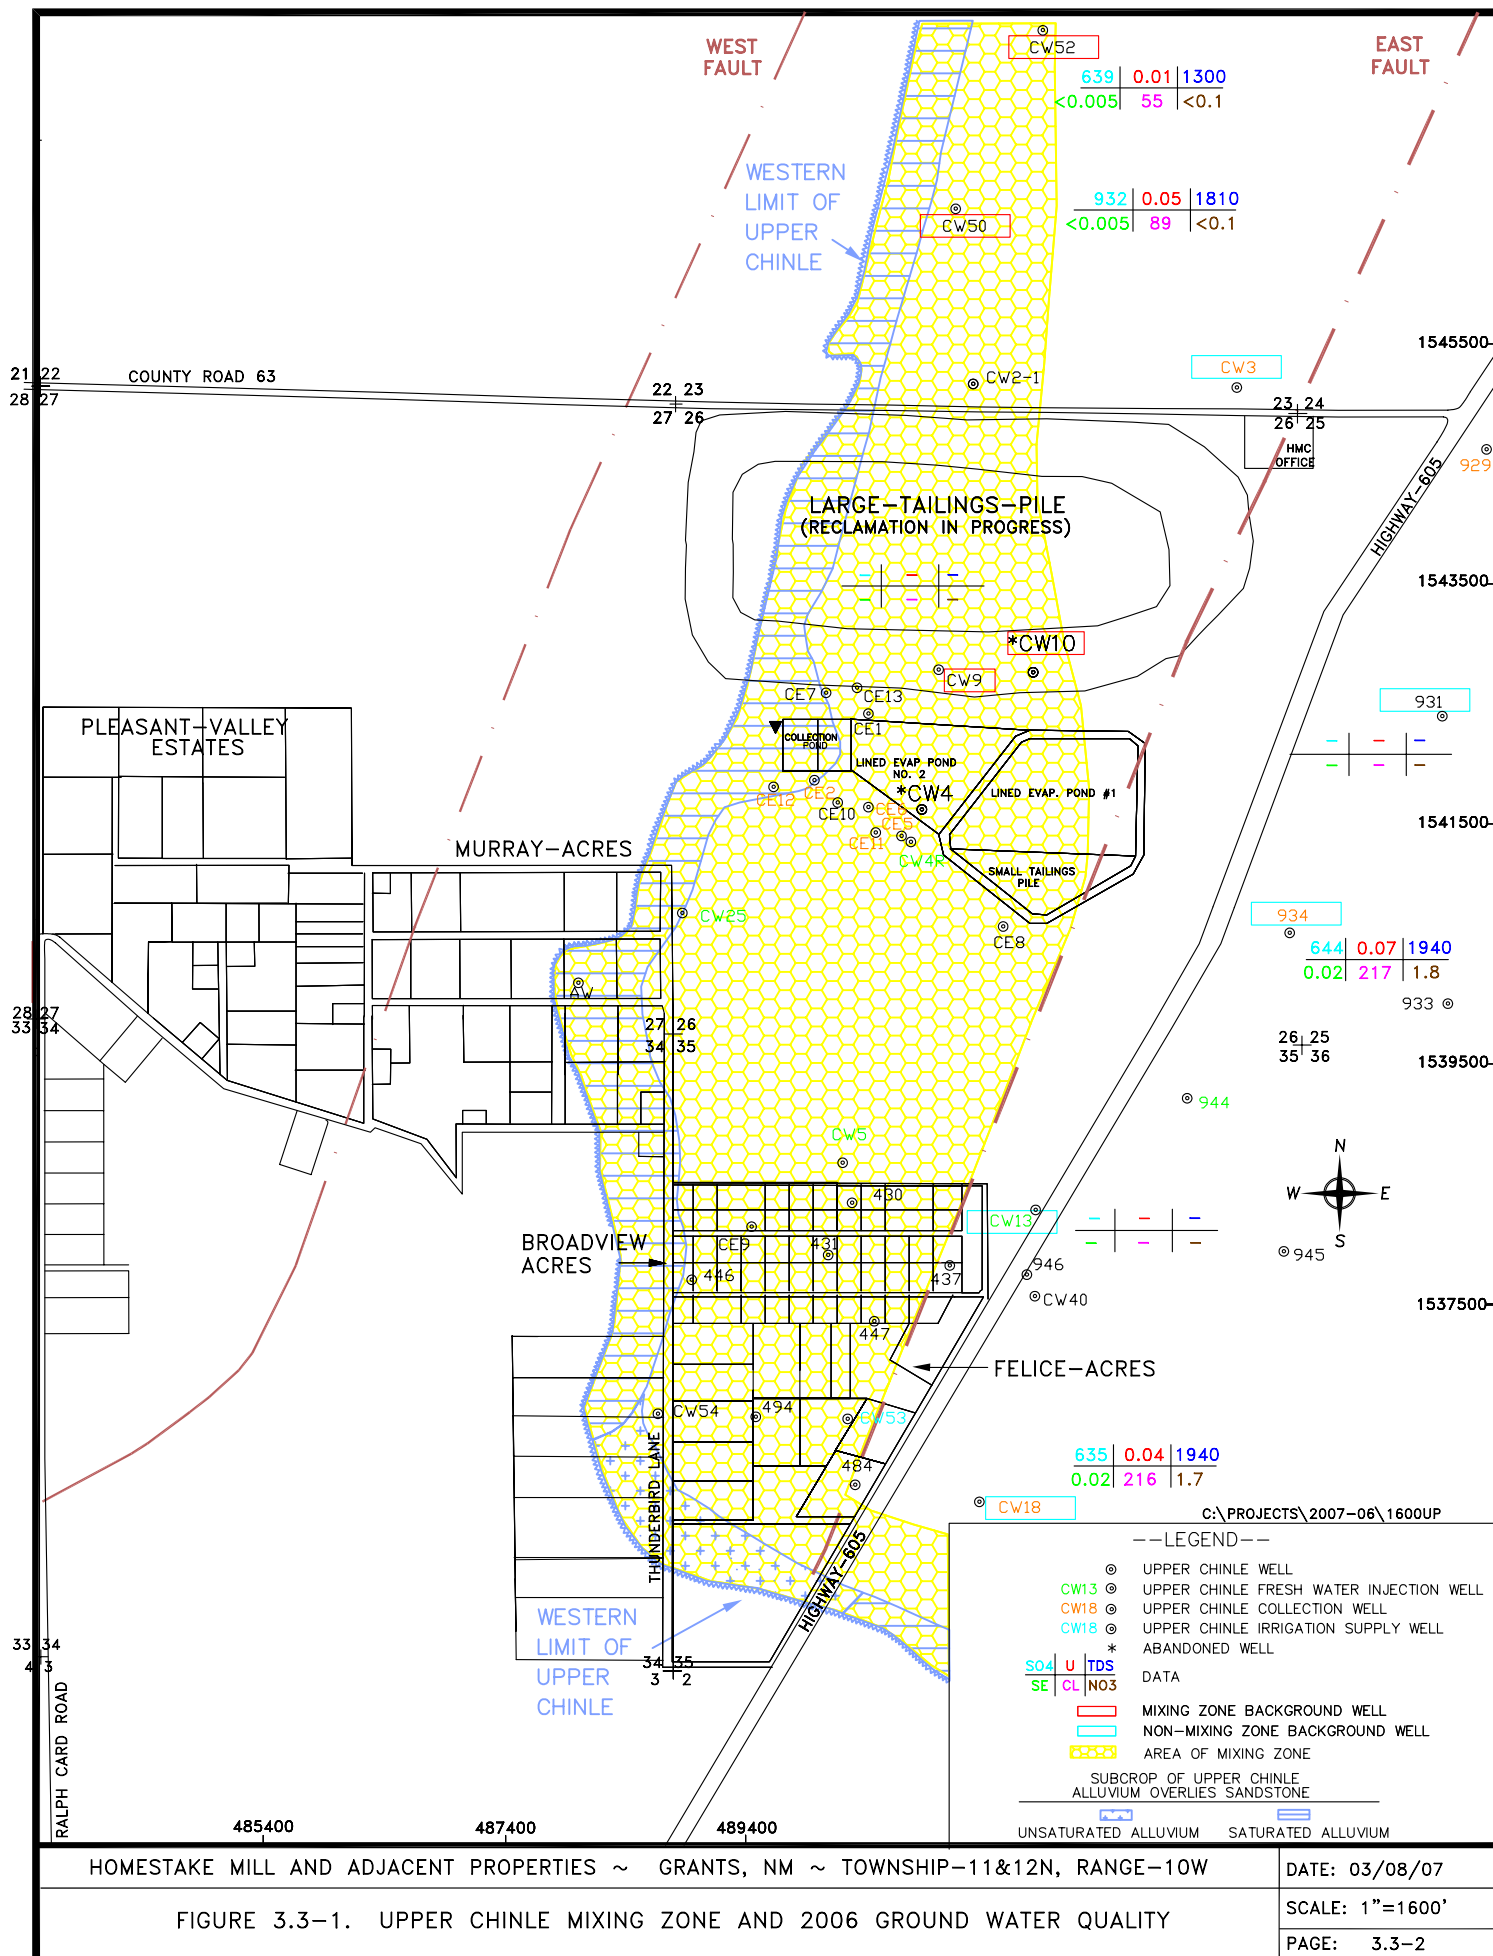 WEST
FAULT
EAST
FAULT
CW52
639 0.01 1300
<0.005 55 <0.1
WESTERN
LIMIT OF
UPPER
CHINLE
932 0.05 1810
<0.005 89 <0.1
CW50
1545500
21 22
28 27
COUNTY ROAD 63
22 23
27 26
CW2-1
CW3
23 24
26 25
HMC
OFFICE
929
HIGHWAY-605
LARGE-TAILINGS-PILE
(RECLAMATION IN PROGRESS)
- - -
- - -
1543500
*CW10
CW9
CE7
CE13
CE1
931
- - -
- - -
PLEASANT-VALLEY
ESTATES
COLLECTION
POND
LINED EVAP POND
NO. 2
*CW4
LINED EVAP. POND #1
CE12
CE2
CE10
CE6
CE5
CE11
CW4R
1541500
MURRAY-ACRES
SMALL TAILINGS
PILE
CW25
CE8
934
644 0.07 1940
0.02 217 1.8
933
AW
28 27
33 34
27 26
34 35
26 25
35 36
1539500
944
CW5
N
W E
S
430
CW13
- - -
- - -
BROADVIEW
ACRES
CE9
431
446
437
946
945
CW40
1537500
447
FELICE-ACRES
CW54
494
CW53
484
635 0.04 1940
0.02 216 1.7
CW18
THUNDERBIRD LANE
HIGHWAY-605
C:\PROJECTS\2007-06\1600UP
--LEGEND--
UPPER CHINLE WELL
CW13 UPPER CHINLE FRESH WATER INJECTION WELL
CW18 UPPER CHINLE COLLECTION WELL
CW18 UPPER CHINLE IRRIGATION SUPPLY WELL
* ABANDONED WELL
SO4 U TDS
SE CL NO3
DATA
MIXING ZONE BACKGROUND WELL
NON-MIXING ZONE BACKGROUND WELL
AREA OF MIXING ZONE
SUBCROP OF UPPER CHINLE
ALLUVIUM OVERLIES SANDSTONE
UNSATURATED ALLUVIUM SATURATED ALLUVIUM
WESTERN
LIMIT OF
UPPER
CHINLE
33 34
4 3
34 35
3 2
RALPH CARD ROAD
485400 487400 489400
HOMESTAKE MILL AND ADJACENT PROPERTIES ~ GRANTS, NM ~ TOWNSHIP-11&12N, RANGE-10W
DATE: 03/08/07
SCALE: 1"=1600'
FIGURE 3.3-1. UPPER CHINLE MIXING ZONE AND 2006 GROUND WATER QUALITY
PAGE: 3.3-2